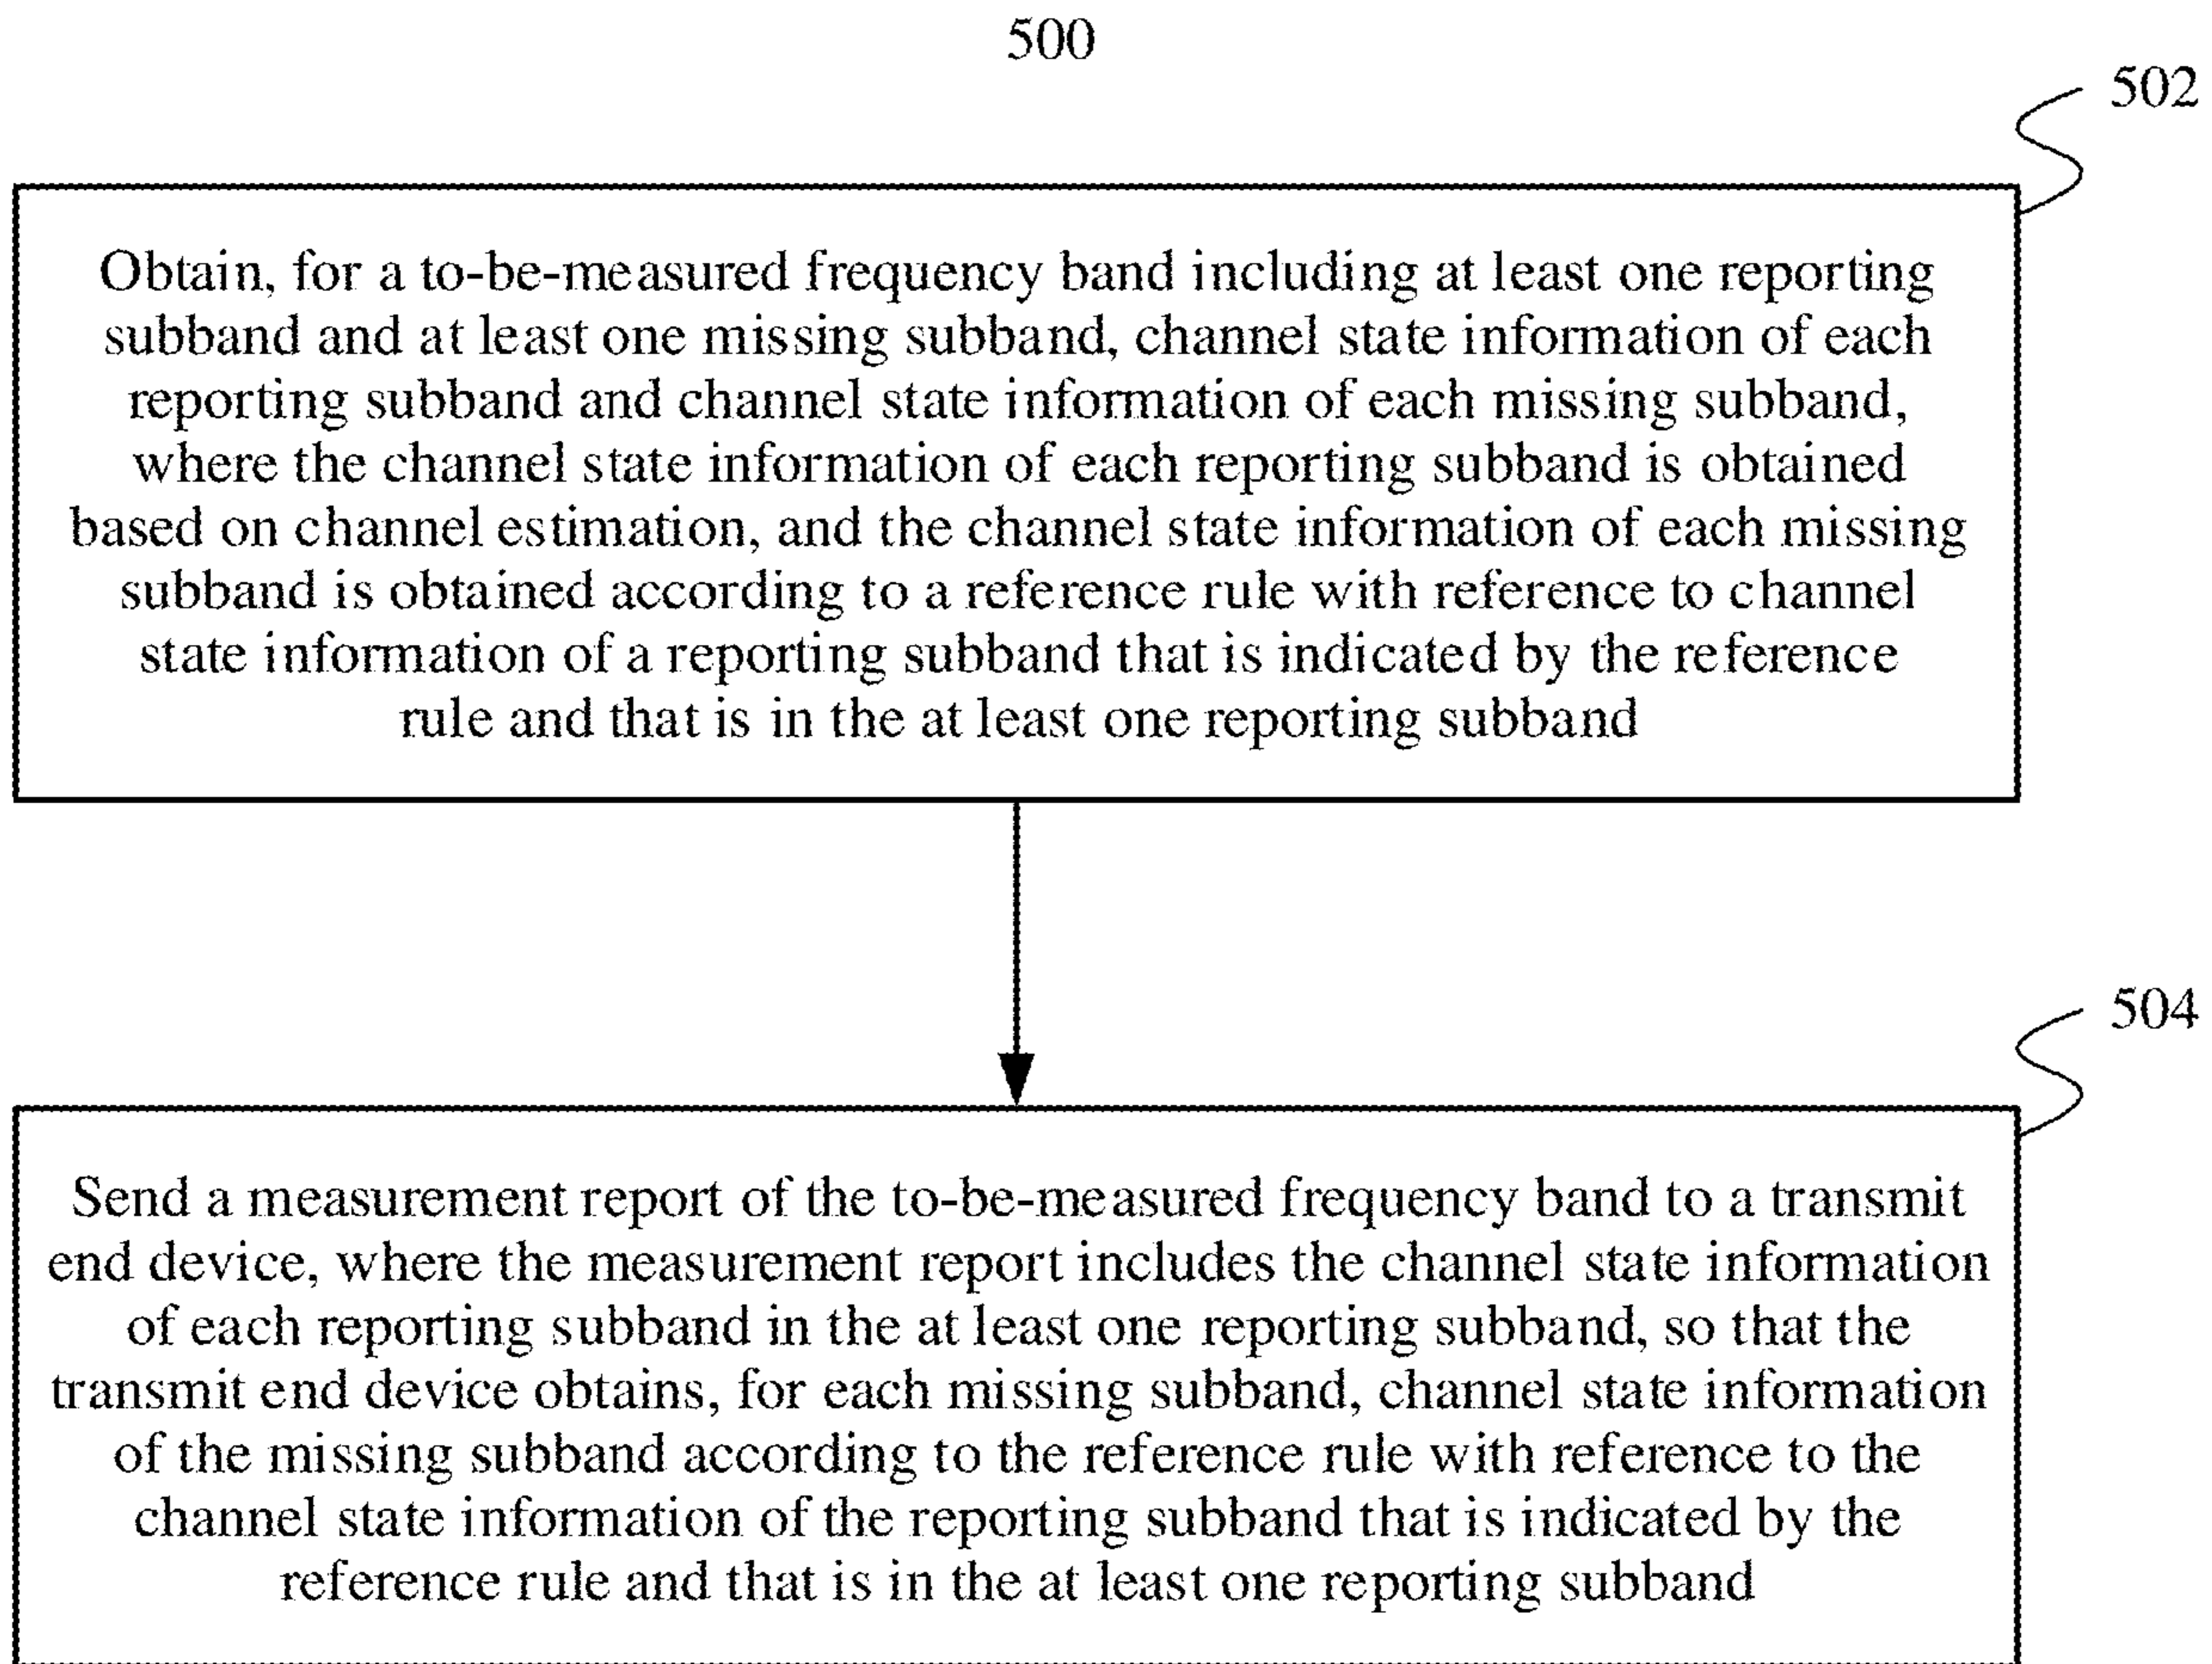 500
502
Obtain, for a to-be-measured frequency band including at least one reporting
subband and at least one missing subband, channel state information of each
reporting subband and channel state information of each missing subband,
where the channel state information of each reporting subband is obtained
based on channel estimation, and the channel state information of each missing
subband is obtained according to a reference rule with reference to channel
state information of a reporting subband that is indicated by the reference
rule and that is in the at least one reporting subband
504
Send a measurement report of the to-be-measured frequency band to a transmit
end device, where the measurement report includes the channel state information
of each reporting subband in the at least one reporting subband, so that the
transmit end device obtains, for each missing subband, channel state information
of the missing subband according to the reference rule with reference to the
channel state information of the reporting subband that is indicated by the
reference rule and that is in the at least one reporting subband